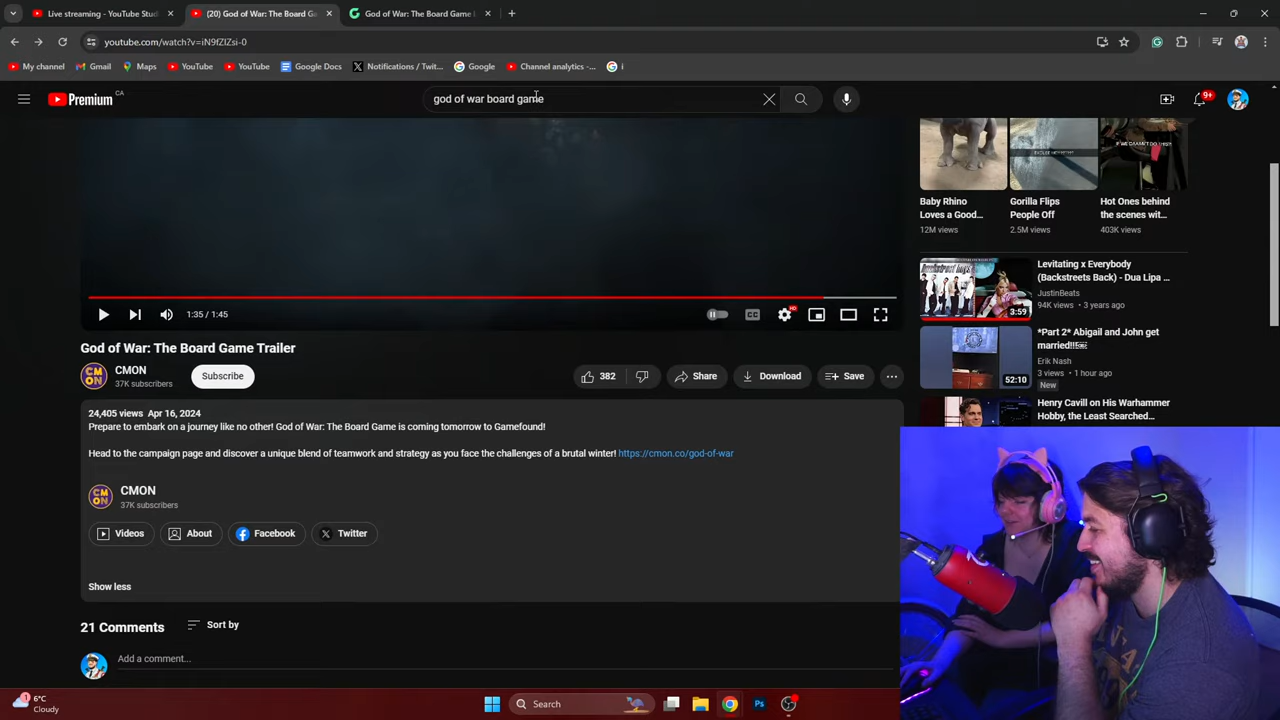 Live streaming - YouTube Stud
(20) God of War: The Board Ga
God of War: The Board Game
youtube.com/watch?v=iN9fZIZsi-0
My channel
Gmail
Maps
YouTube
YouTube
Google Docs
Notifications / Twit...
Google
Channel analytics -...
i
Premium
CA
god of war board game
9+
Baby Rhino
Loves a Good...
12M views
Gorilla Flips
People Off
2.5M views
Hot Ones behind
the scenes wit...
403K views
Levitating x Everybody
(Backstreets Back) - Dua Lipa ...
JustinBeats
94K views • 3 years ago
3:59
1:35 / 1:45
HD
*Part 2* Abigail and John get
married!!!
Erik Nash
3 views • 1 hour ago
New
52:10
God of War: The Board Game Trailer
CMON
37K subscribers
Subscribe
382
Share
Download
Save
Henry Cavill on His Warhammer
Hobby, the Least Searched...
24,405 views Apr 16, 2024
Prepare to embark on a journey like no other! God of War: The Board Game is coming tomorrow to Gamefound!
Head to the campaign page and discover a unique blend of teamwork and strategy as you face the challenges of a brutal winter! https://cmon.co/god-of-war
CMON
37K subscribers
Videos
About
Facebook
Twitter
Show less
21 Comments
Sort by
Add a comment...
6°C
Cloudy
Search